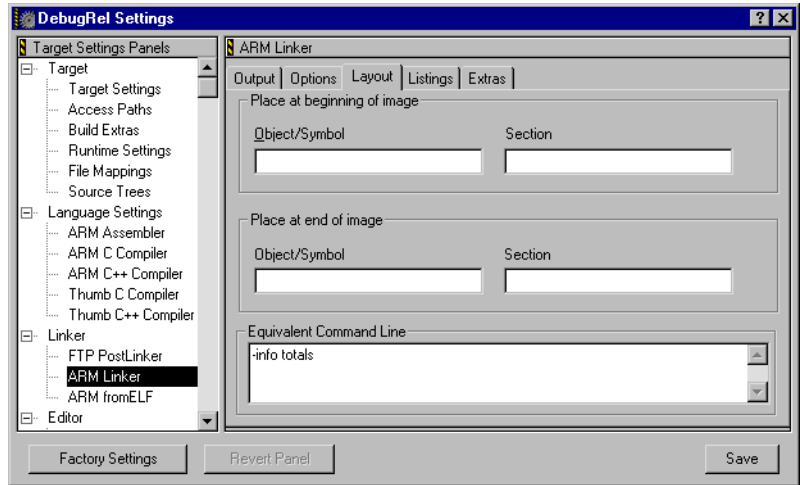 DebugRel Settings
Target Settings Panels
Target
Target Settings
Access Paths
Build Extras
Runtime Settings
File Mappings
Source Trees
Language Settings
ARM Assembler
ARM C Compiler
ARM C++ Compiler
Thumb C Compiler
Thumb C++ Compiler
Linker
FTP PostLinker
ARM Linker
ARM fromELF
Editor
ARM Linker
Output Options Layout Listings Extras
Place at beginning of image
Object/Symbol Section
Place at end of image
Object/Symbol Section
Equivalent Command Line
-info totals
Factory Settings Revert Panel Save